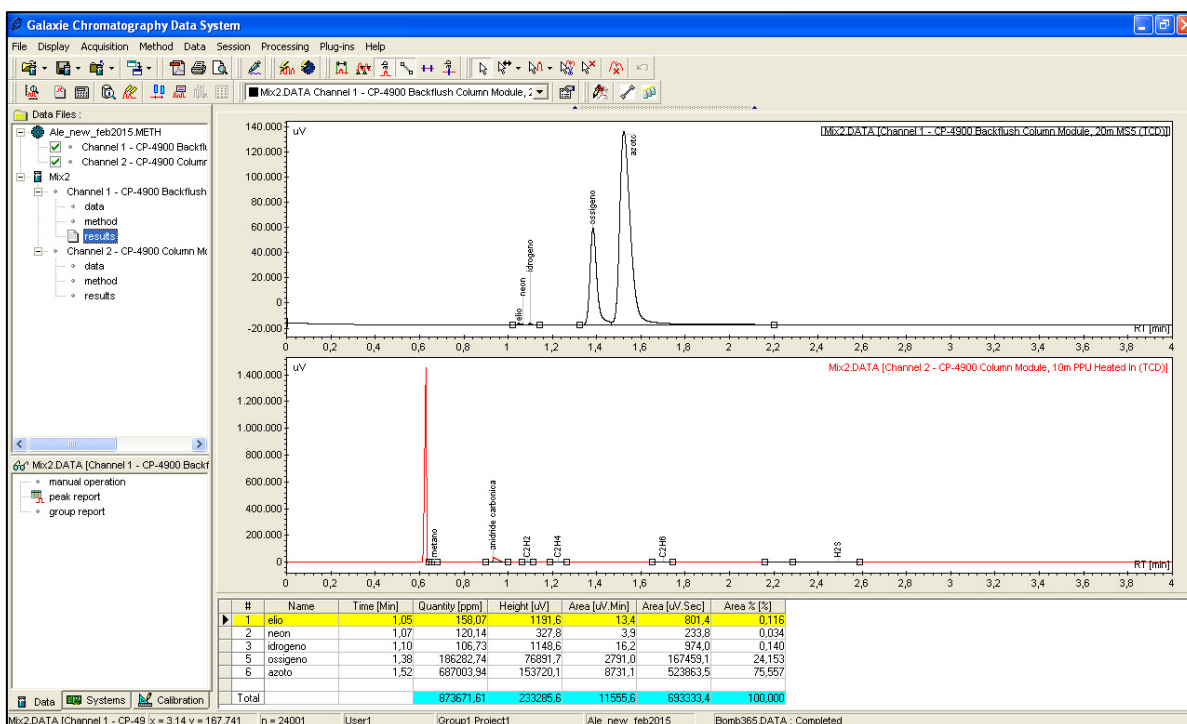 Galaxie Chromatography Data System
File Display Acquisition Method Data Session Processing Plug-ins Help
Mix2.DATA Channel 1 - CP-4900 Backflush Column Module, 2
Data Files :
Ale_new_feb2015.METH
Channel 1 - CP-4900 Backfl
Channel 2 - CP-4900 Column
Mix2
Channel 1 - CP-4900 Backflush
data
method
results
Channel 2 - CP-4900 Column Mo
data
method
results
Mix2.DATA [Channel 1 - CP-4900 Backf
manual operation
peak report
group report
Data Systems Calibration
uV
Mix2.DATA [Channel 1 - CP-4900 Backflush Column Module, 20m MS5 (TCD)]
140.000
120.000
100.000
80.000
60.000
40.000
20.000
0
-20.000
elio
neon
idrogeno
ossigeno
azoto
RT [min]
0 0,2 0,4 0,6 0,8 1 1,2 1,4 1,6 1,8 2 2,2 2,4 2,6 2,8 3 3,2 3,4 3,6 3,8 4
uV
Mix2.DATA [Channel 2 - CP-4900 Column Module, 10m PPU Heated In (TCD)]
1.400.000
1.200.000
1.000.000
800.000
600.000
400.000
200.000
0
metano
anidride carbonica
C2H2
C2H4
C2H6
H2S
RT [min]
0 0,2 0,4 0,6 0,8 1 1,2 1,4 1,6 1,8 2 2,2 2,4 2,6 2,8 3 3,2 3,4 3,6 3,8 4
# Name Time [Min] Quantity [ppm] Height [uV] Area [uV.Min] Area [uV.Sec] Area % [%]
1 elio 1,05 158,07 1191,6 13,4 801,4 0,116
2 neon 1,07 120,14 327,8 3,9 233,8 0,034
3 idrogeno 1,10 106,73 1148,6 16,2 974,0 0,140
5 ossigeno 1,38 186282,74 76891,7 2791,0 167459,1 24,153
6 azoto 1,52 687003,94 153720,1 8731,1 523863,5 75,557
Total 873671,61 233285,6 11555,6 693333,4 100,000
Mix2.DATA [Channel 1 - CP-49 x = 3.14 y = 167.741 n = 24001 User1 Group1 Project1 Ale_new_feb2015 Bomb365.DATA : Completed